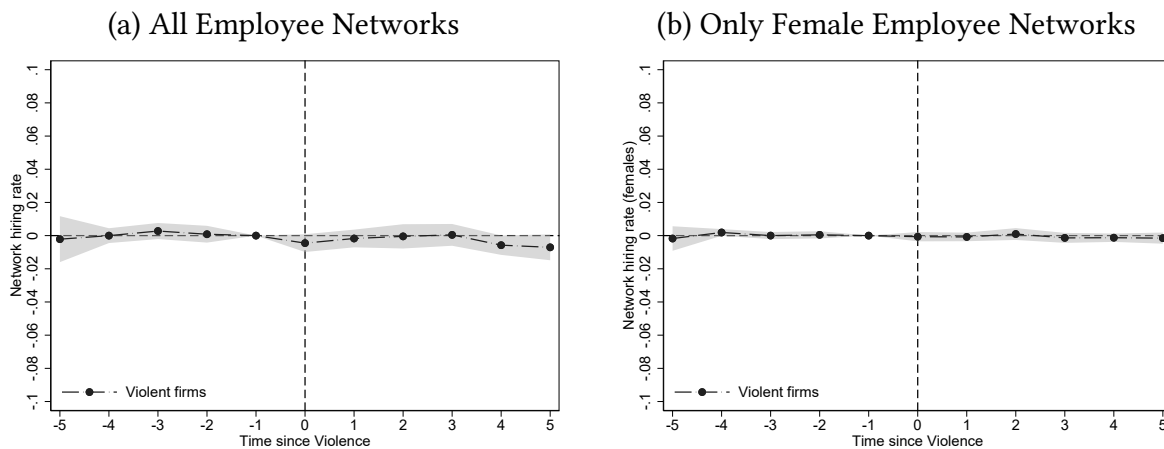 (a) All Employee Networks
Network hiring rate
.1
.08
.06
.04
.02
0
-.02
-.04
-.06
-.08
-.1
Violent firms
-5 -4 -3 -2 -1 0 1 2 3 4 5
Time since Violence
(b) Only Female Employee Networks
Network hiring rate (females)
.1
.08
.06
.04
.02
0
-.02
-.04
-.06
-.08
-.1
Violent firms
-5 -4 -3 -2 -1 0 1 2 3 4 5
Time since Violence